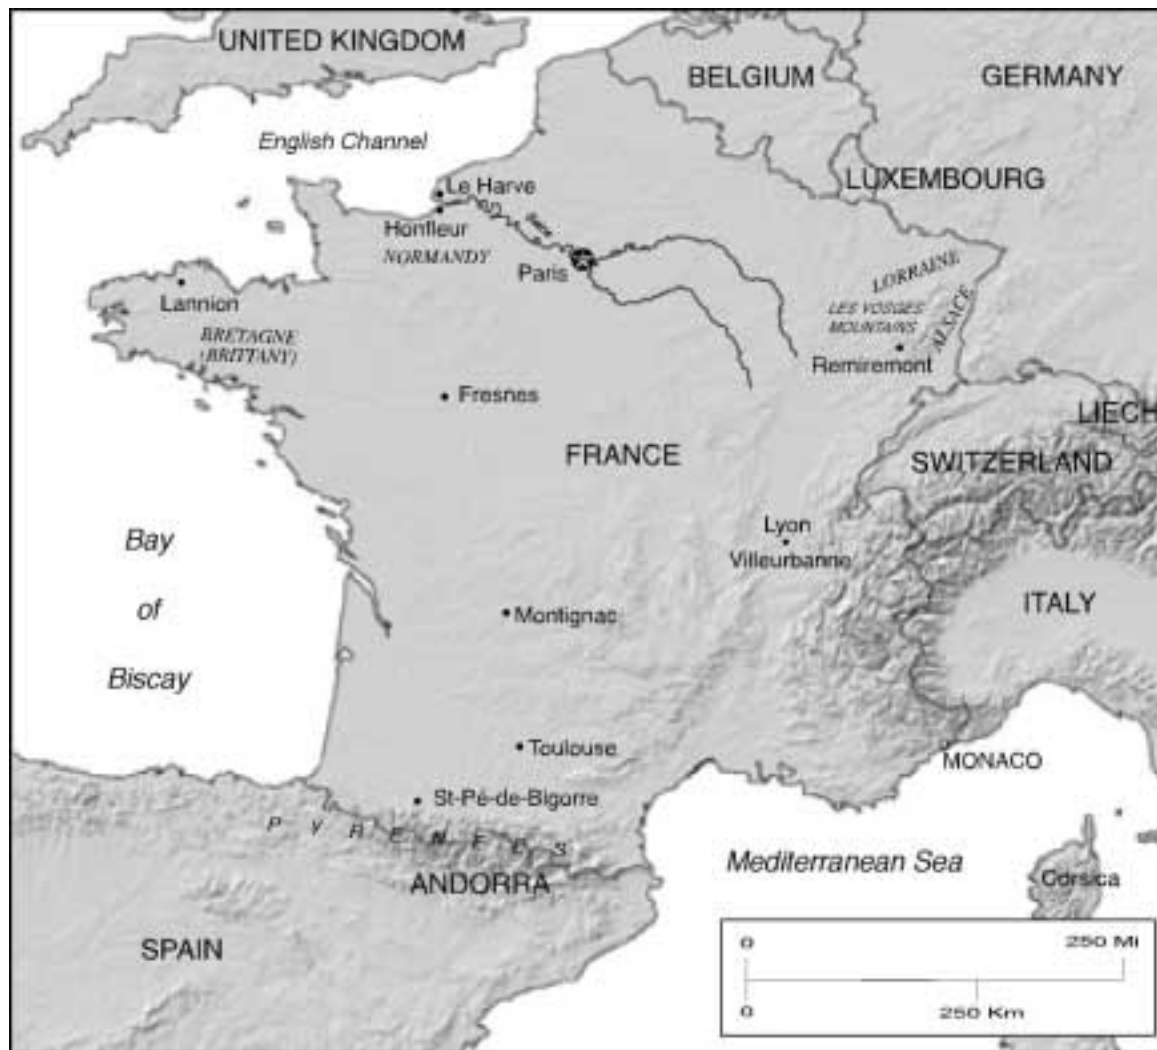 UNITED KINGDOM
BELGIUM
GERMANY
English Channel
LUXEMBOURG
Le Harve
Honfleur
Seine
NORMANDY
Paris
LORRAINE
ALSACE
LES VOSGES
MOUNTAINS
Remiremont
Lannion
BRETAGNE
(BRITTANY)
Fresnes
LIECH
FRANCE
SWITZERLAND
Lyon
Villeurbanne
Bay
of
Biscay
Montignac
ITALY
Toulouse
MONACO
St-Pé-de-Bigorre
PyRENEES
Mediterranean Sea
ANDORRA
Corsica
SPAIN
0 250 Mi
0 250 Km